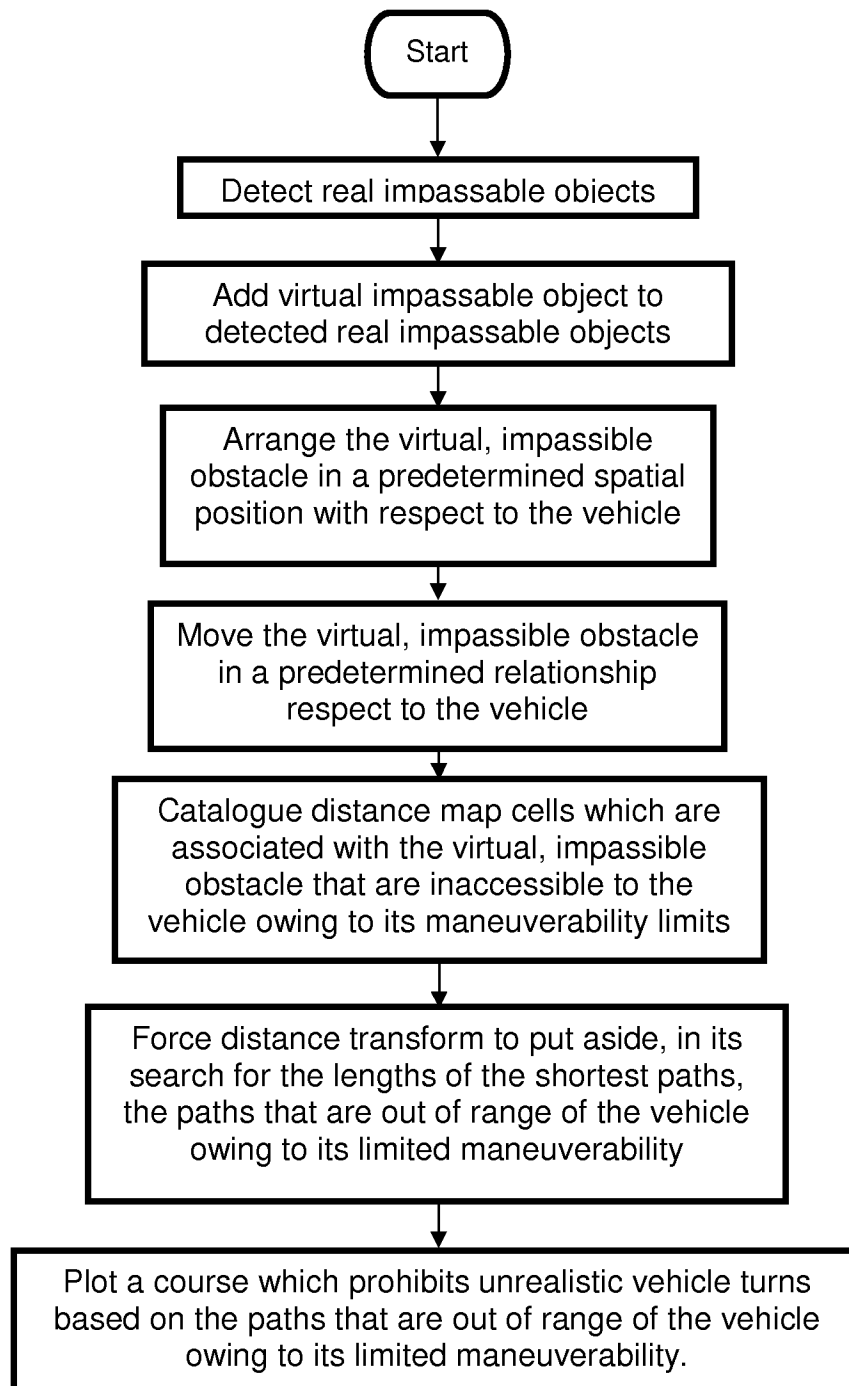 Start
Detect real impassable objects
Add virtual impassable object to
detected real impassable objects
Arrange the virtual, impassible
obstacle in a predetermined spatial
position with respect to the vehicle
Move the virtual, impassible obstacle
in a predetermined relationship
respect to the vehicle
Catalogue distance map cells which are
associated with the virtual, impassible
obstacle that are inaccessible to the
vehicle owing to its maneuverability limits
Force distance transform to put aside, in its
search for the lengths of the shortest paths,
the paths that are out of range of the vehicle
owing to its limited maneuverability
Plot a course which prohibits unrealistic vehicle turns
based on the paths that are out of range of the vehicle
owing to its limited maneuverability.